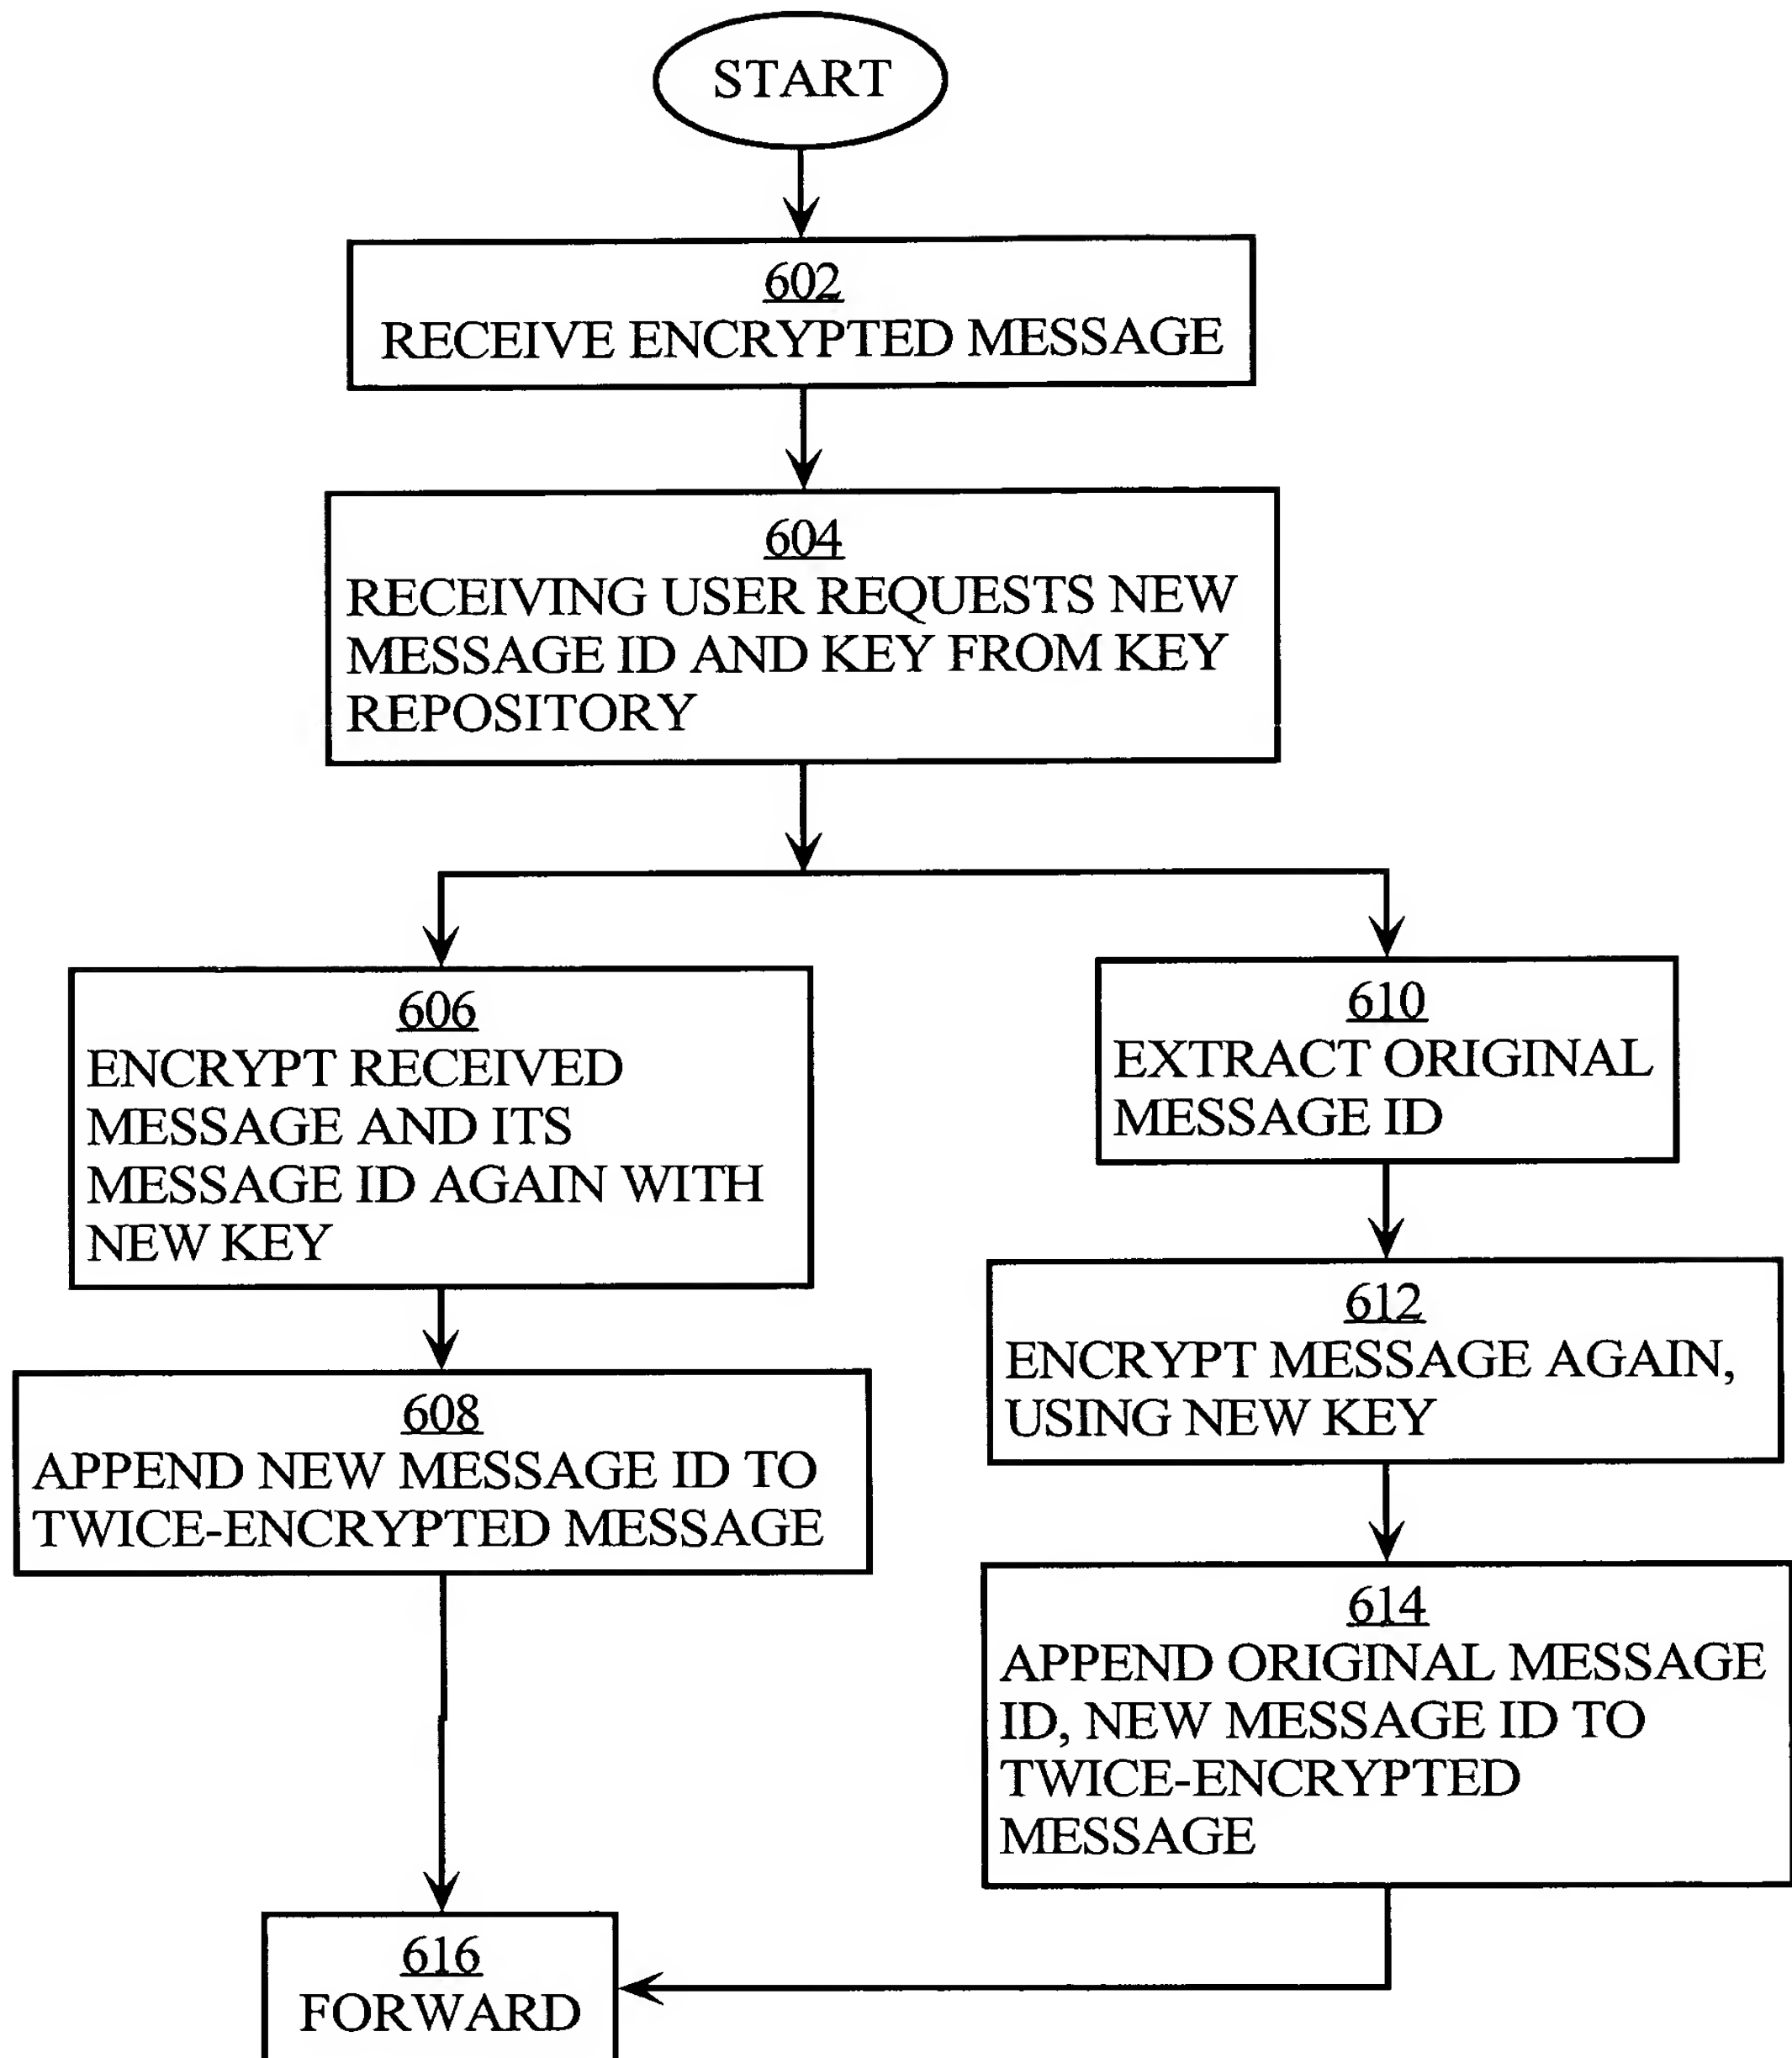 START
602
RECEIVE ENCRYPTED MESSAGE
604
RECEIVING USER REQUESTS NEW
MESSAGE ID AND KEY FROM KEY
REPOSITORY
606
ENCRYPT RECEIVED
MESSAGE AND ITS
MESSAGE ID AGAIN WITH
NEW KEY
608
APPEND NEW MESSAGE ID TO
TWICE-ENCRYPTED MESSAGE
610
EXTRACT ORIGINAL
MESSAGE ID
612
ENCRYPT MESSAGE AGAIN,
USING NEW KEY
614
APPEND ORIGINAL MESSAGE
ID, NEW MESSAGE ID TO
TWICE-ENCRYPTED
MESSAGE
616
FORWARD